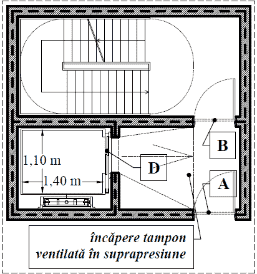 B
1,10 m
D
A
1,40 m
încăpere tampon
ventilată în suprapresiune